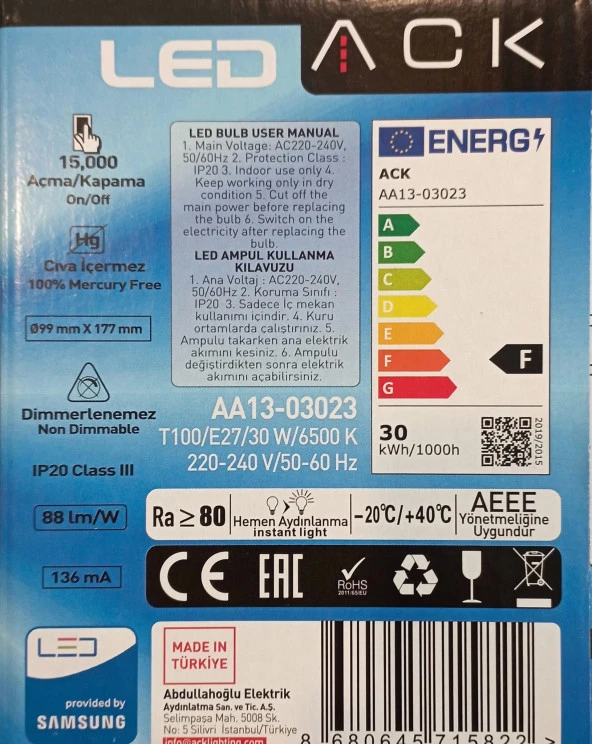 LED ACK
15,000
Açma/Kapama
On/Off
Hg
Cıva İçermez
100% Mercury Free
Ø99 mm X 177 mm
Dimmerlenemez
Non Dimmable
IP20 Class III
88 lm/W
136 mA
LED
provided by
SAMSUNG
LED BULB USER MANUAL
1. Main Voltage: AC220-240V,
50/60Hz 2. Protection Class :
IP20 3. Indoor use only 4.
Keep working only in dry
condition 5. Cut off the
main power before replacing
the bulb 6. Switch on the
electricity after replacing the
bulb.
LED AMPUL KULLANMA
KILAVUZU
1. Ana Voltaj : AC220-240V,
50/60Hz 2. Koruma Sınıfı :
IP20 3. Sadece İç mekan
kullanımı içindir. 4. Kuru
ortamlarda çalıştırınız. 5.
Ampulu takarken ana elektrik
akımını kesiniz. 6. Ampulu
değiştirdikten sonra elektrik
akımını açabilirsiniz.
AA13-03023
T100/E27/30 W/6500 K
220-240 V/50-60 Hz
ENERG
ACK
AA13-03023
A
B
C
D
E
F
G
F
30
kWh/1000h
2019/2015
Ra ≥ 80
Hemen Aydınlanma
instant light
-20°C/+40°C
AEEE
Yönetmeliğine
Uygundur
CE EAC
RoHS
2011/65/EU
MADE IN
TÜRKİYE
Abdullahoğlu Elektrik
Aydınlatma San. ve Tic. A.Ş.
Selimpaşa Mah. 5008 Sk.
No: 5 Silivri İstanbul/Türkiye
info@acklighting.com
8 680645 715822